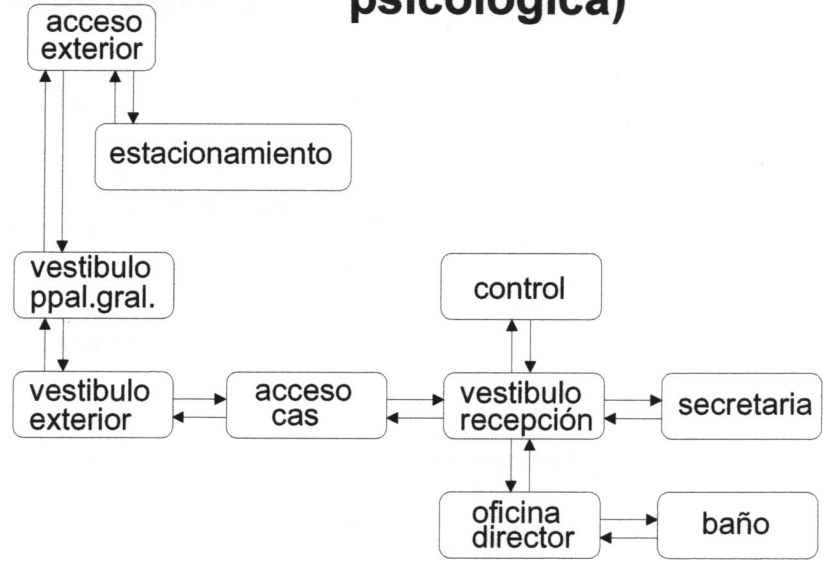 psicológica)
acceso
exterior
estacionamiento
vestibulo
ppal.gral.
control
vestibulo
exterior
acceso
cas
vestibulo
recepción
secretaria
oficina
director
baño